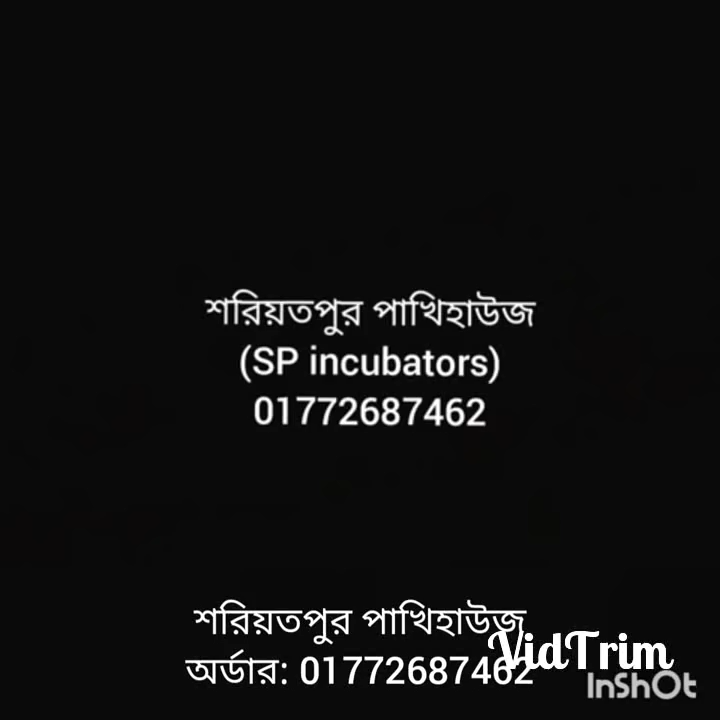 শরিয়তপুর পাখিহাউজ
(SP incubators)
01772687462
শরিয়তপুর পাখিহাউজ
অর্ডার: 01772687462
VidTrim
InShOt